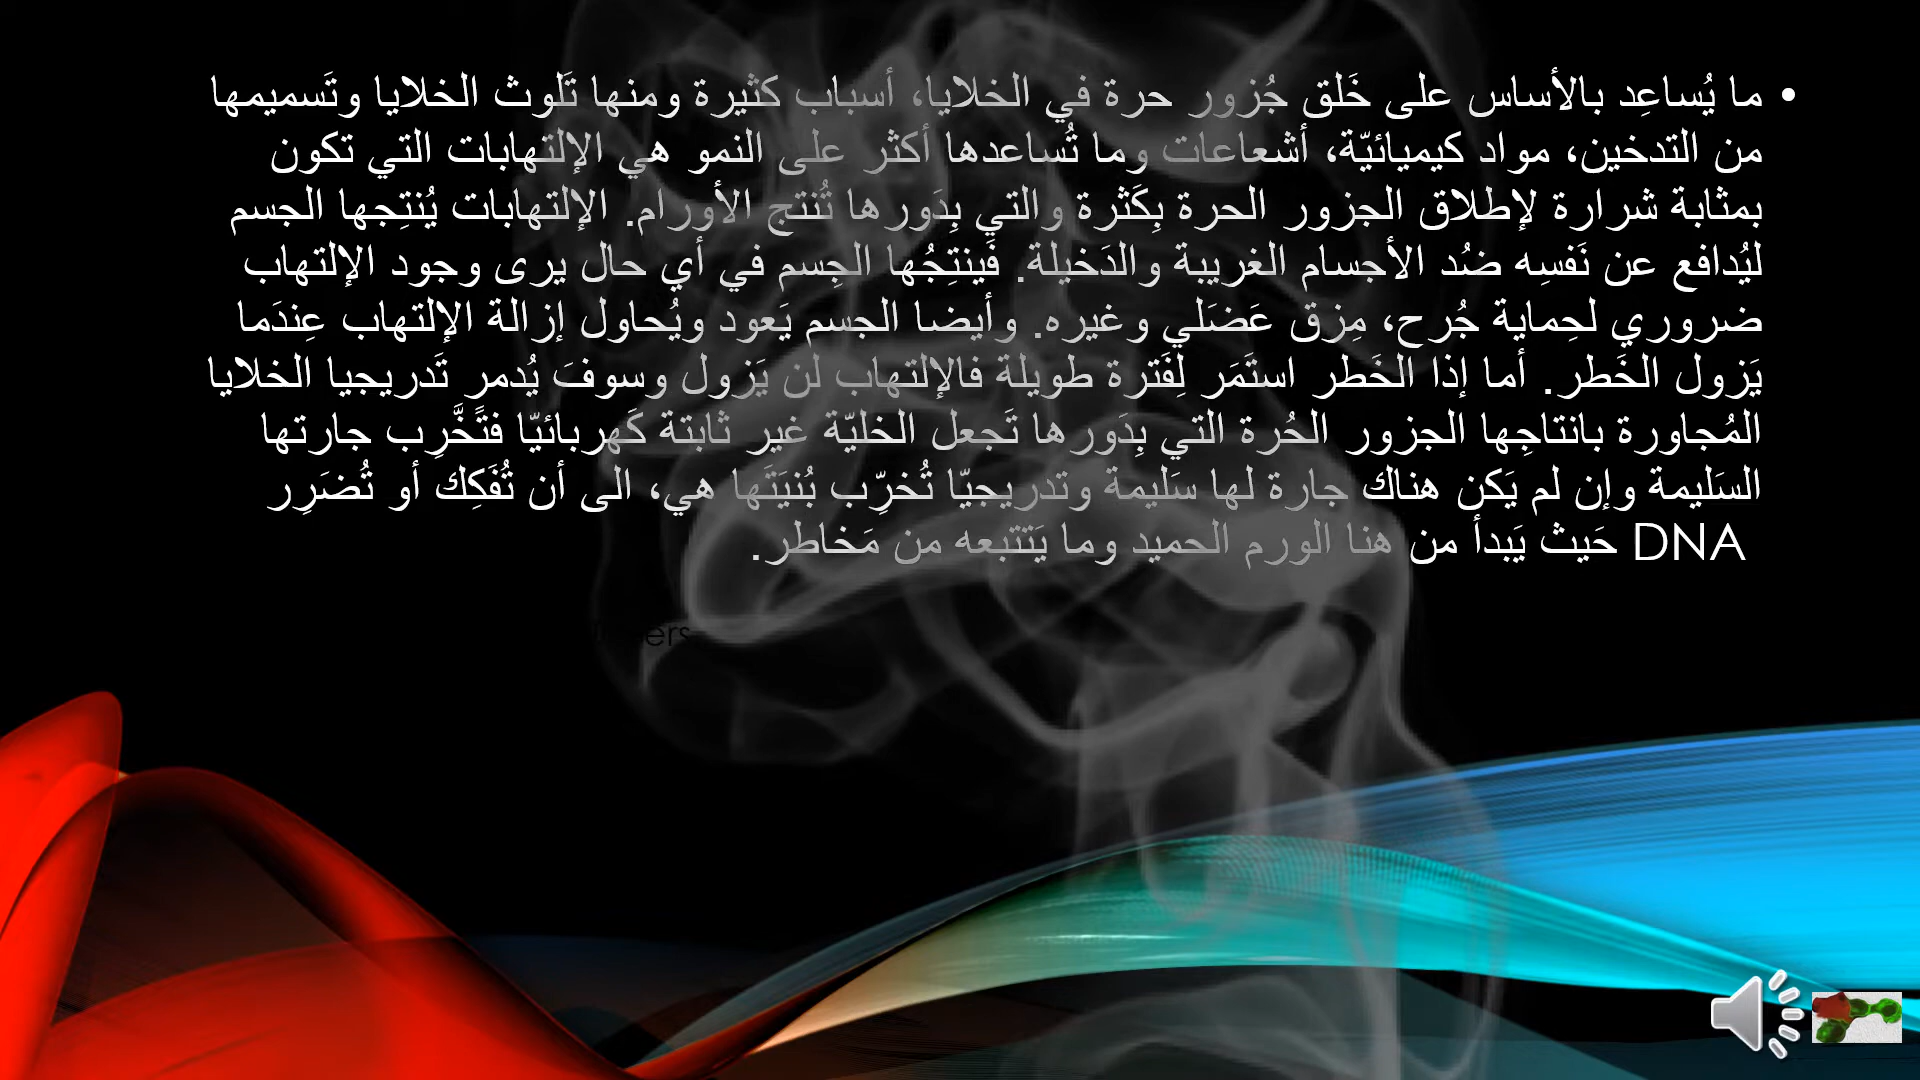 • ما يُساعِد بالأساس على خَلق جُزور حرة في الخلايا، أسباب كثيرة ومنها تَلوث الخلايا وتَسميمها
من التدخين، مواد كيميائيّة، أشعاعات وما تُساعدها أكثر على النمو هي الإلتهابات التي تكون
بمثابة شرارة لإطلاق الجزور الحرة بِكَثرة والتي بِدَورها تُنتج الأورام. الإلتهابات يُنتِجها الجسم
ليُدافع عن نَفسِه ضُد الأجسام الغريبة والدَخيلة. فَينتِجُها الجِسم في أي حال يرى وجود الإلتهاب
ضروري لحِماية جُرح، مِزق عَضَلي وغيره. وأيضا الجسم يَعود ويُحاول إزالة الإلتهاب عِندَما
يَزول الخَطر. أما إذا الخَطر استَمَر لِفَترة طويلة فالإلتهاب لن يَزول وسوفَ يُدمر تَدريجيا الخلايا
المُجاورة بانتاجِها الجزور الحُرة التي بِدَورها تَجعل الخليّة غير ثابتة كَهربائيّا فتًخَّرِب جارتها
السَليمة وإن لم يَكن هناك جارة لها سَليمة وتدريجيّا تُخرِّب بُنيَتَها هي، الى أن تُفَكِك أو تُضَرِر
DNA حَيث يَبدأ من هنا الورم الحميد وما يَتتبعه من مَخاطر.